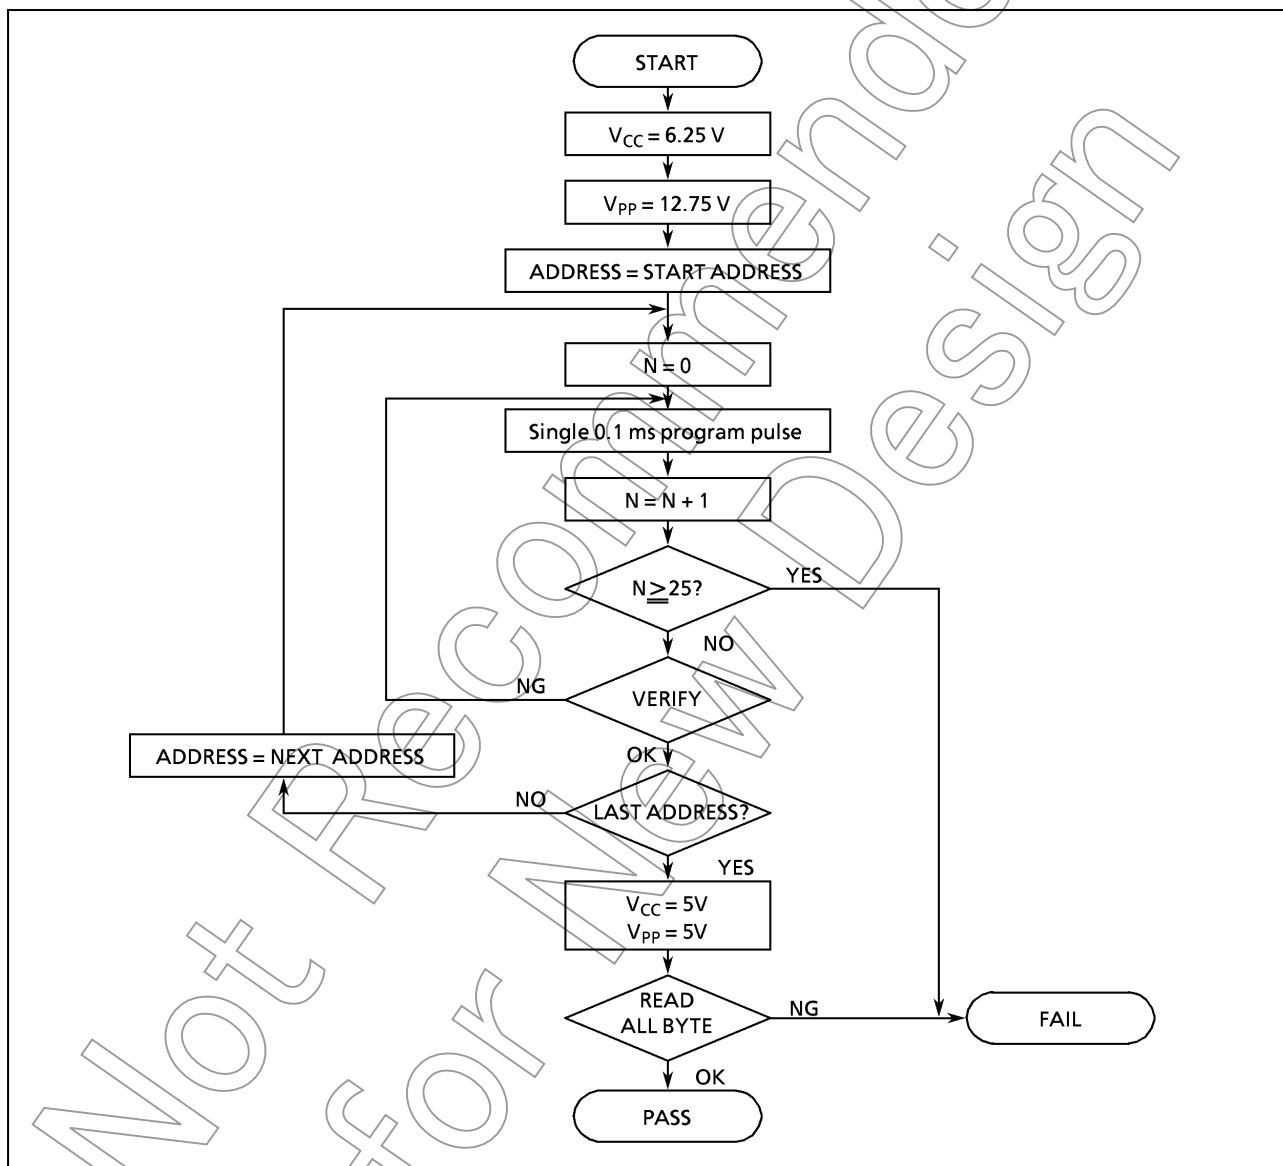 START
V_CC = 6.25 V
V_PP = 12.75 V
ADDRESS = START ADDRESS
N = 0
Single 0.1 ms program pulse
N = N + 1
N ≧ 25?
YES
NO
VERIFY
NG
OK
ADDRESS = NEXT ADDRESS
LAST ADDRESS?
NO
YES
V_CC = 5V
V_PP = 5V
READ
ALL BYTE
NG
FAIL
OK
PASS
Not Recommended
for New Design